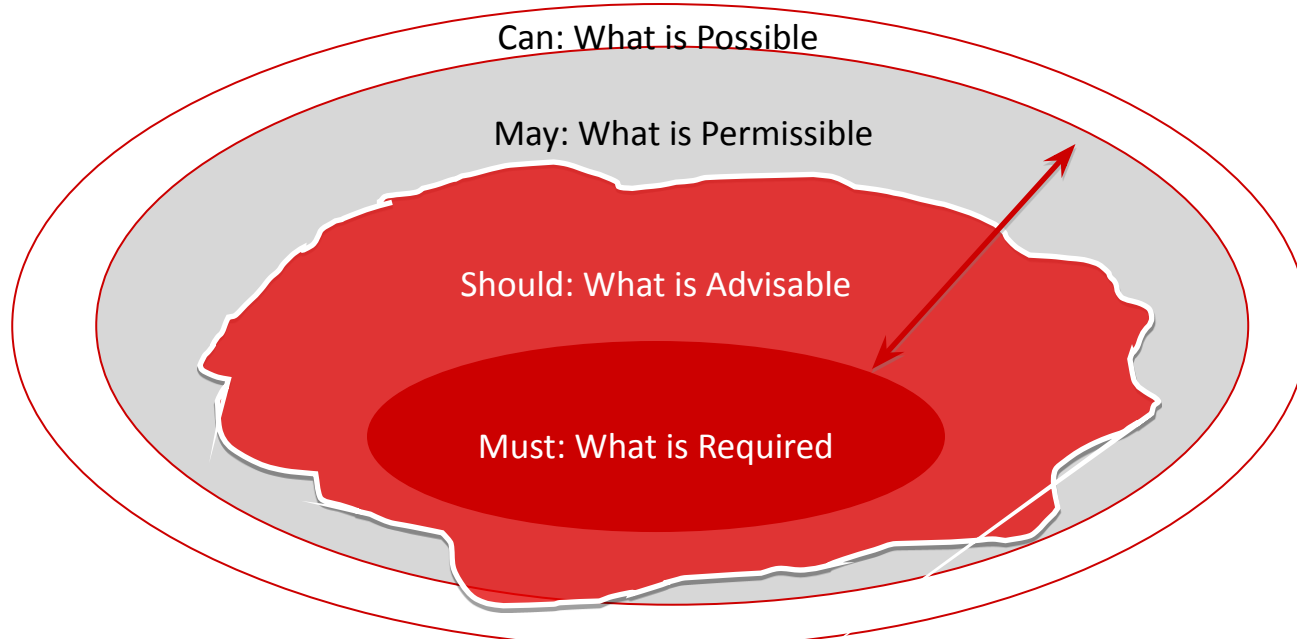 Can: What is Possible
May: What is Permissible
Should: What is Advisable
Must: What is Required